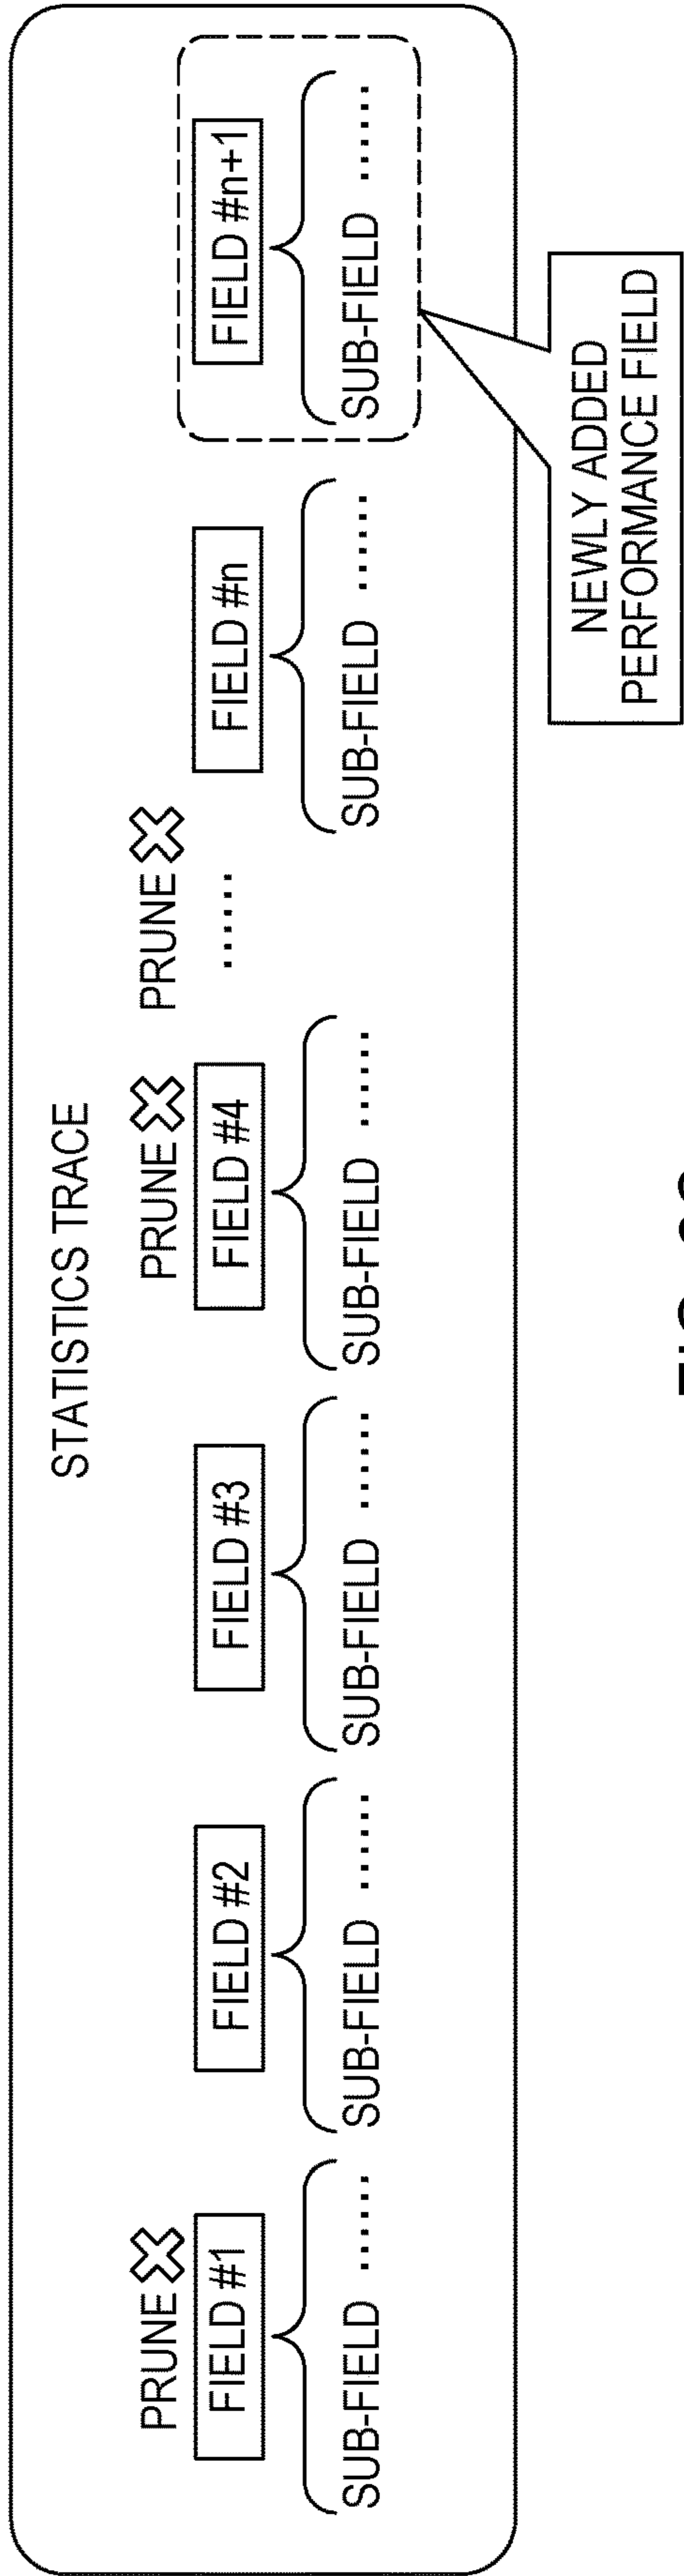 STATISTICS TRACE
PRUNE
PRUNE
PRUNE
FIELD #1
FIELD #2
FIELD #3
FIELD #4
......
FIELD #n
FIELD #n+1
SUB-FIELD ......
SUB-FIELD ......
SUB-FIELD ......
SUB-FIELD ......
SUB-FIELD ......
SUB-FIELD ......
NEWLY ADDED
PERFORMANCE FIELD